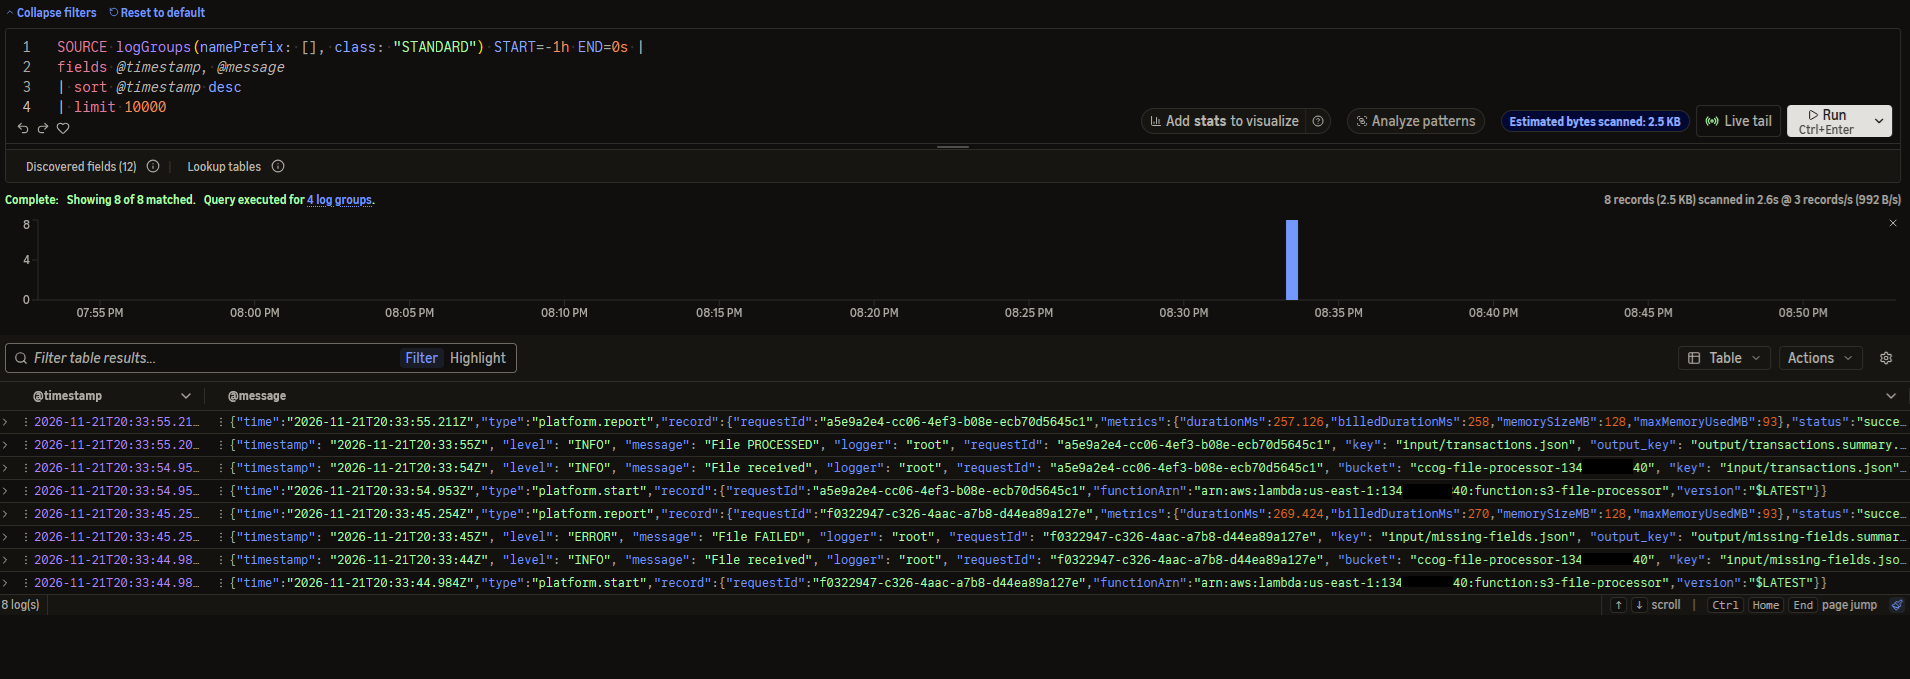 Collapse filters Reset to default
1 SOURCE logGroups(namePrefix: [], class: "STANDARD") START=-1h END=0s |
2 fields @timestamp, @message
3 | sort @timestamp desc
4 | limit 10000
Add stats to visualize Analyze patterns Estimated bytes scanned: 2.5 KB Live tail Run
Ctrl+Enter
Discovered fields (12) Lookup tables
Complete: Showing 8 of 8 matched. Query executed for 4 log groups. 8 records (2.5 KB) scanned in 2.6s @ 3 records/s (992 B/s)
8
4
0
07:55 PM 08:00 PM 08:05 PM 08:10 PM 08:15 PM 08:20 PM 08:25 PM 08:30 PM 08:35 PM 08:40 PM 08:45 PM 08:50 PM
Filter table results... Filter Highlight Table Actions
@timestamp @message
2026-11-21T20:33:55.21… {"time":"2026-11-21T20:33:55.211Z","type":"platform.report","record":{"requestId":"a5e9a2e4-cc06-4ef3-b08e-ecb70d5645c1","metrics":{"durationMs":257.126,"billedDurationMs":258,"memorySizeMB":128,"maxMemoryUsedMB":93},"status":"succe…
2026-11-21T20:33:55.20… {"timestamp": "2026-11-21T20:33:55Z", "level": "INFO", "message": "File PROCESSED", "logger": "root", "requestId": "a5e9a2e4-cc06-4ef3-b08e-ecb70d5645c1", "key": "input/transactions.json", "output_key": "output/transactions.summary.…
2026-11-21T20:33:54.95… {"timestamp": "2026-11-21T20:33:54Z", "level": "INFO", "message": "File received", "logger": "root", "requestId": "a5e9a2e4-cc06-4ef3-b08e-ecb70d5645c1", "bucket": "ccog-file-processor-134 40", "key": "input/transactions.json"…
2026-11-21T20:33:54.95… {"time":"2026-11-21T20:33:54.953Z","type":"platform.start","record":{"requestId":"a5e9a2e4-cc06-4ef3-b08e-ecb70d5645c1","functionArn":"arn:aws:lambda:us-east-1:134 40:function:s3-file-processor","version":"$LATEST"}}
2026-11-21T20:33:45.25… {"time":"2026-11-21T20:33:45.254Z","type":"platform.report","record":{"requestId":"f0322947-c326-4aac-a7b8-d44ea89a127e","metrics":{"durationMs":269.424,"billedDurationMs":270,"memorySizeMB":128,"maxMemoryUsedMB":93},"status":"succe…
2026-11-21T20:33:45.25… {"timestamp": "2026-11-21T20:33:45Z", "level": "ERROR", "message": "File FAILED", "logger": "root", "requestId": "f0322947-c326-4aac-a7b8-d44ea89a127e", "key": "input/missing-fields.json", "output_key": "output/missing-fields.summar…
2026-11-21T20:33:44.98… {"timestamp": "2026-11-21T20:33:44Z", "level": "INFO", "message": "File received", "logger": "root", "requestId": "f0322947-c326-4aac-a7b8-d44ea89a127e", "bucket": "ccog-file-processor-134 40", "key": "input/missing-fields.jso…
2026-11-21T20:33:44.98… {"time":"2026-11-21T20:33:44.984Z","type":"platform.start","record":{"requestId":"f0322947-c326-4aac-a7b8-d44ea89a127e","functionArn":"arn:aws:lambda:us-east-1:134 40:function:s3-file-processor","version":"$LATEST"}}
8 log(s) ↑ ↓ scroll | Ctrl Home End page jump